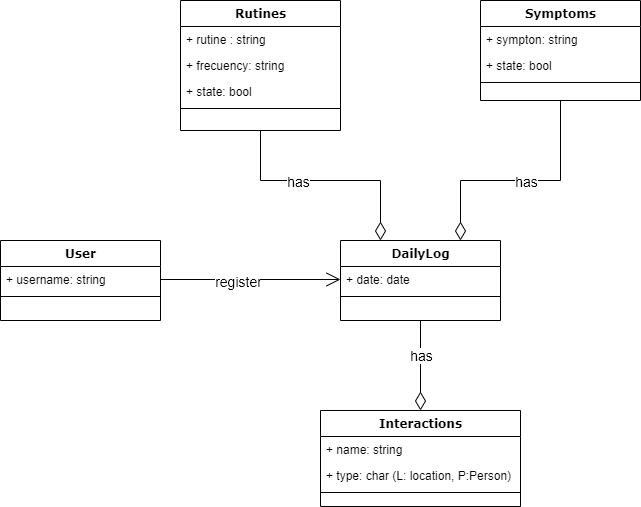 Rutines
+ rutine : string
+ frecuency: string
+ state: bool
Symptoms
+ sympton: string
+ state: bool
has
has
User
+ username: string
register
DailyLog
+ date: date
has
Interactions
+ name: string
+ type: char (L: location, P:Person)